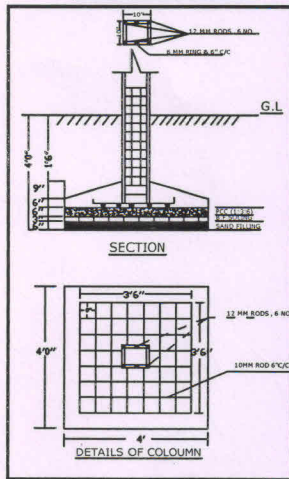 10"
10"
12 MM RODS , 6 NO.
6 MM RING & 6" C/C
G.L
4'0"
1'6"
9"
6"
PCC (1:3:6)
SAND FILLING
SECTION
3'6"
12 MM RODS , 6 NO.
4'0"
3'6"
10MM ROD 6"C/C
4'
DETAILS OF COLOUMN